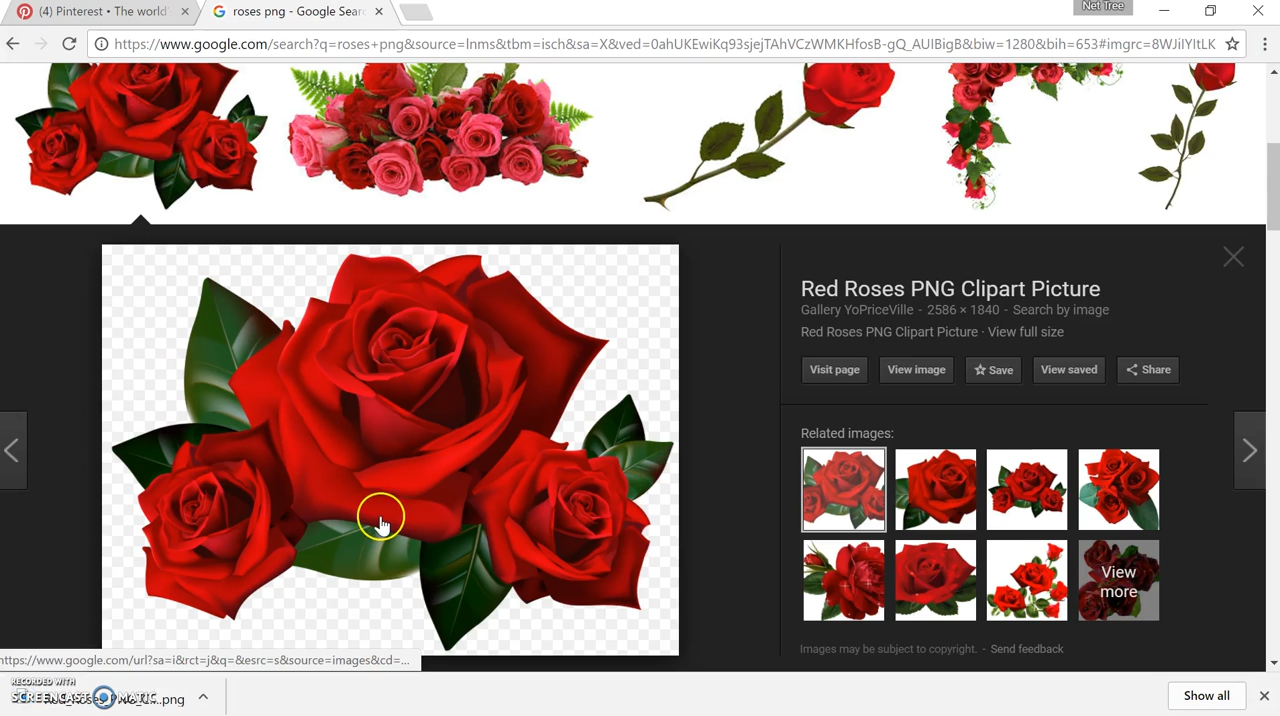 (4) Pinterest • The world'
roses png - Google Sear
Net Tree
https://www.google.com/search?q=roses+png&source=lnms&tbm=isch&sa=X&ved=0ahUKEwiKq93sjejTAhVCzWMKHfosB-gQ_AUIBigB&biw=1280&bih=653#imgrc=8WJiIYItLK
Red Roses PNG Clipart Picture
Gallery YoPriceVille - 2586 × 1840 - Search by image
Red Roses PNG Clipart Picture · View full size
Visit page
View image
Save
View saved
Share
Related images:
View
more
Images may be subject to copyright. - Send feedback
https://www.google.com/url?sa=i&rct=j&q=&esrc=s&source=images&cd=...
RECORDED WITH
SCREENCAST MATIC
.png
Show all